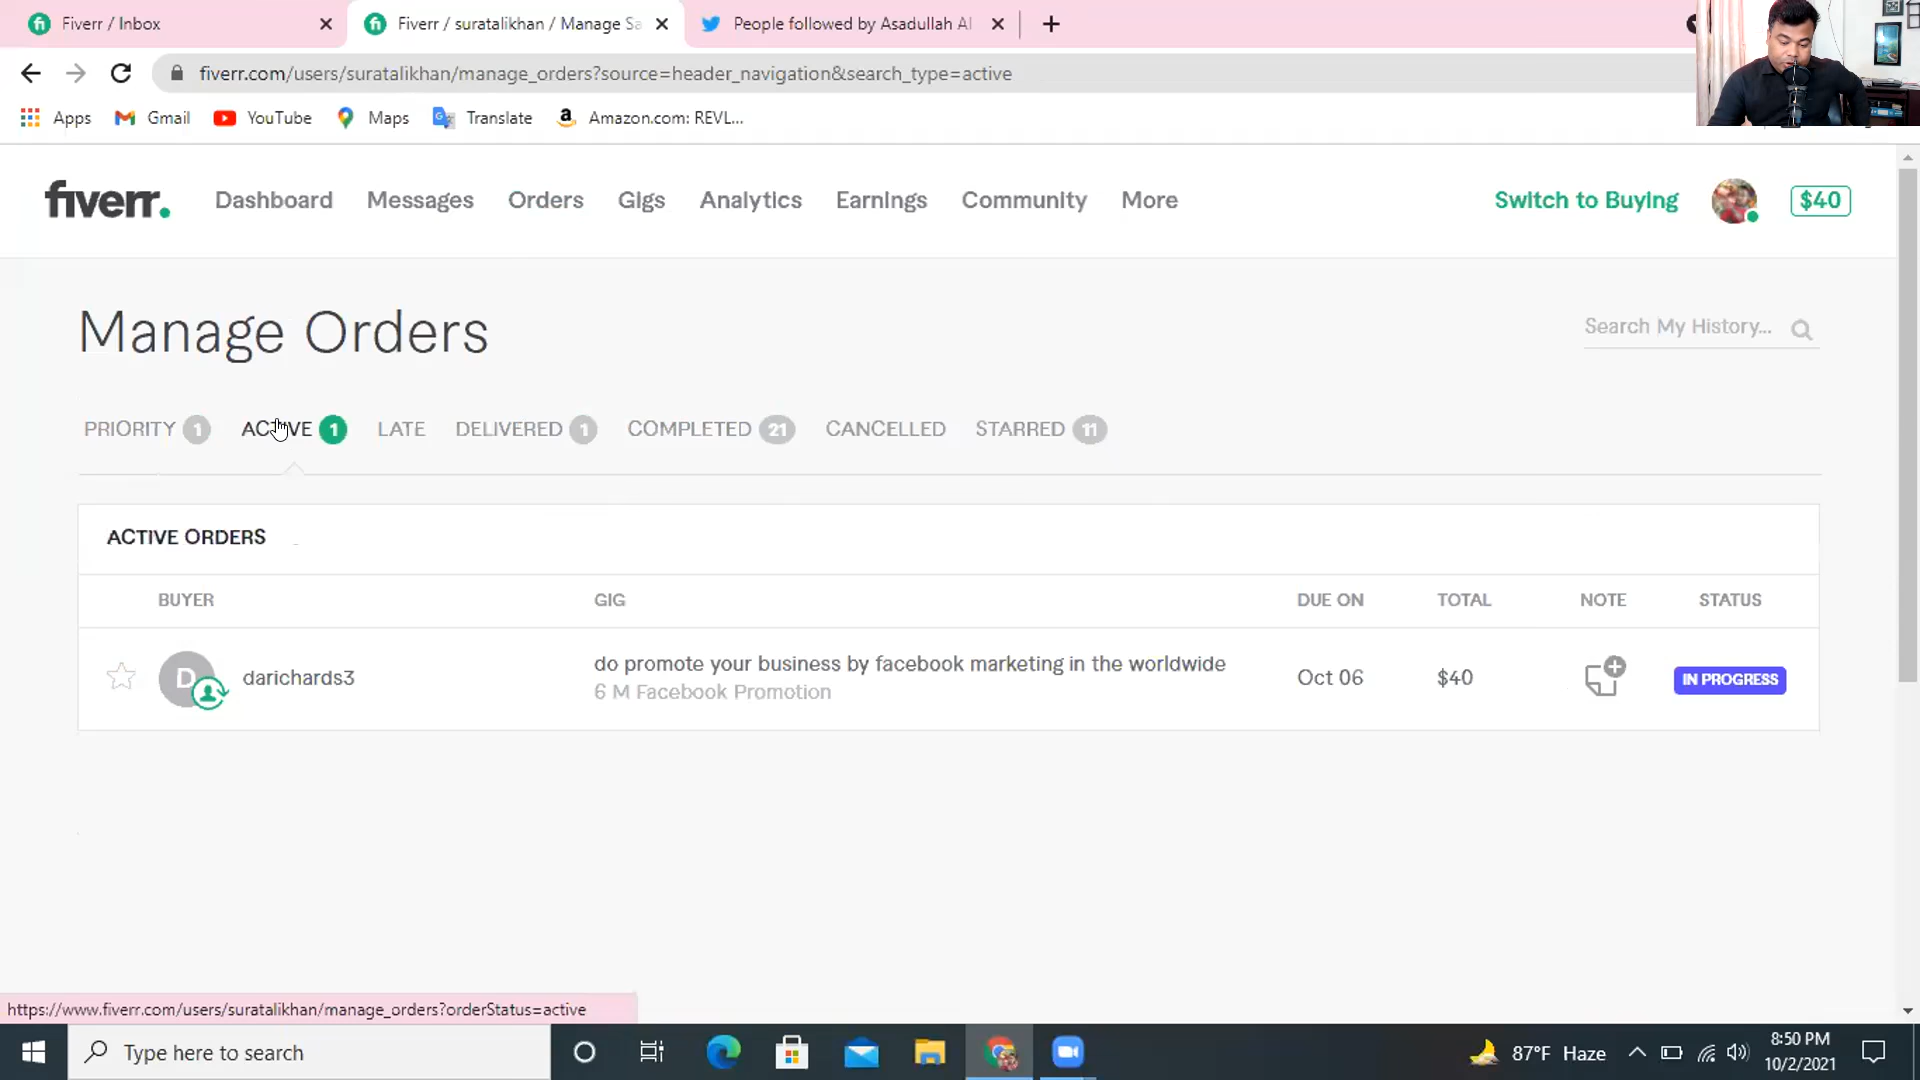 Fiverr / Inbox
Fiverr / suratalikhan / Manage Sa
People followed by Asadullah Al
fiverr.com/users/suratalikhan/manage_orders?source=header_navigation&search_type=active
Apps Gmail YouTube Maps Translate Amazon.com: REVL...
fiverr. Dashboard Messages Orders Gigs Analytics Earnings Community More Switch to Buying $40
Manage Orders
Search My History...
PRIORITY 1 ACTIVE 1 LATE DELIVERED 1 COMPLETED 21 CANCELLED STARRED 11
ACTIVE ORDERS
BUYER GIG DUE ON TOTAL NOTE STATUS
D darichards3 do promote your business by facebook marketing in the worldwide Oct 06 $40 IN PROGRESS
6 M Facebook Promotion
https://www.fiverr.com/users/suratalikhan/manage_orders?orderStatus=active
Type here to search
87°F Haze
8:50 PM
10/2/2021